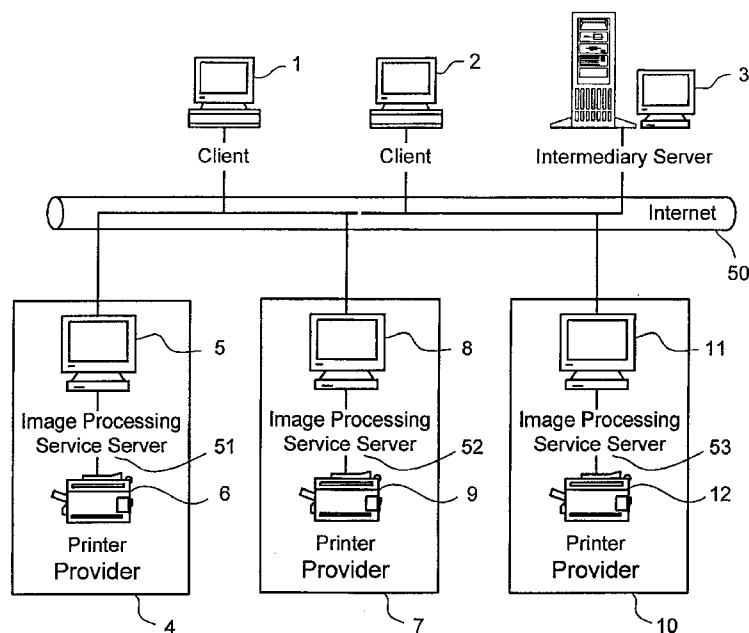 1
2
3
Client
Client
Intermediary Server
Internet
50
5
8
11
Image Processing
Service Server
51
Image Processing
Service Server
52
Image Processing
Service Server
53
6
9
12
Printer
Provider
Printer
Provider
Printer
Provider
4
7
10